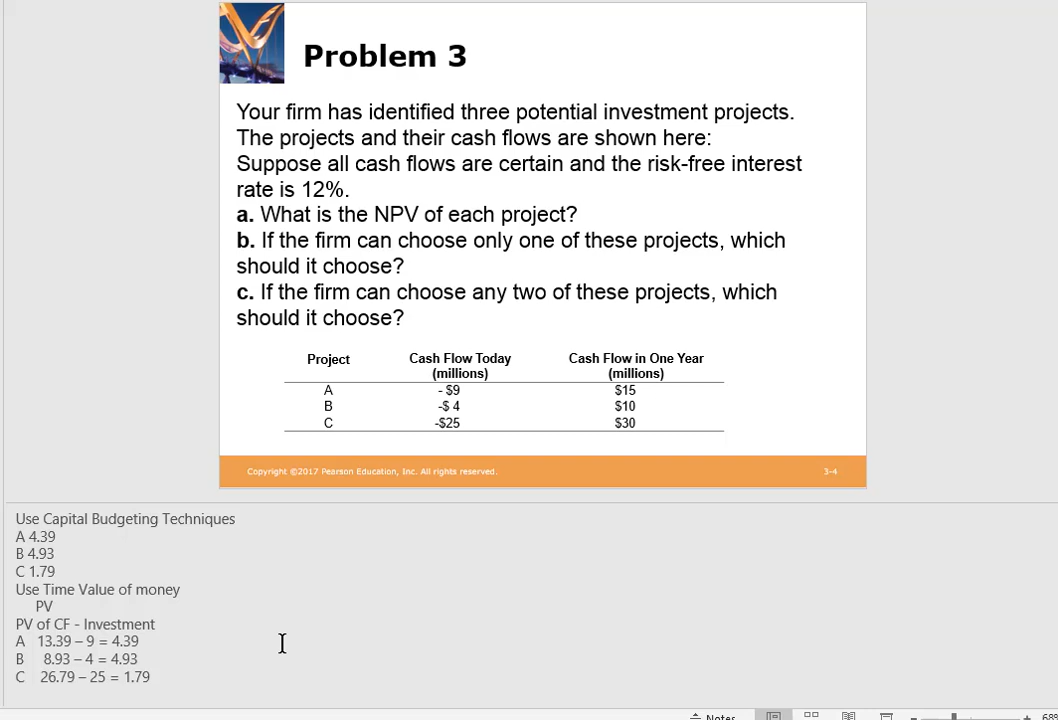 Problem 3
Your firm has identified three potential investment projects.
The projects and their cash flows are shown here:
Suppose all cash flows are certain and the risk-free interest
rate is 12%.
a. What is the NPV of each project?
b. If the firm can choose only one of these projects, which
should it choose?
c. If the firm can choose any two of these projects, which
should it choose?
Project Cash Flow Today (millions) Cash Flow in One Year (millions)
A - $9 $15
B -$ 4 $10
C -$25 $30
Copyright ©2017 Pearson Education, Inc. All rights reserved. 3-4
Use Capital Budgeting Techniques
A 4.39
B 4.93
C 1.79
Use Time Value of money
PV
PV of CF - Investment
A 13.39 – 9 = 4.39
B 8.93 – 4 = 4.93
C 26.79 – 25 = 1.79
Notes 68%